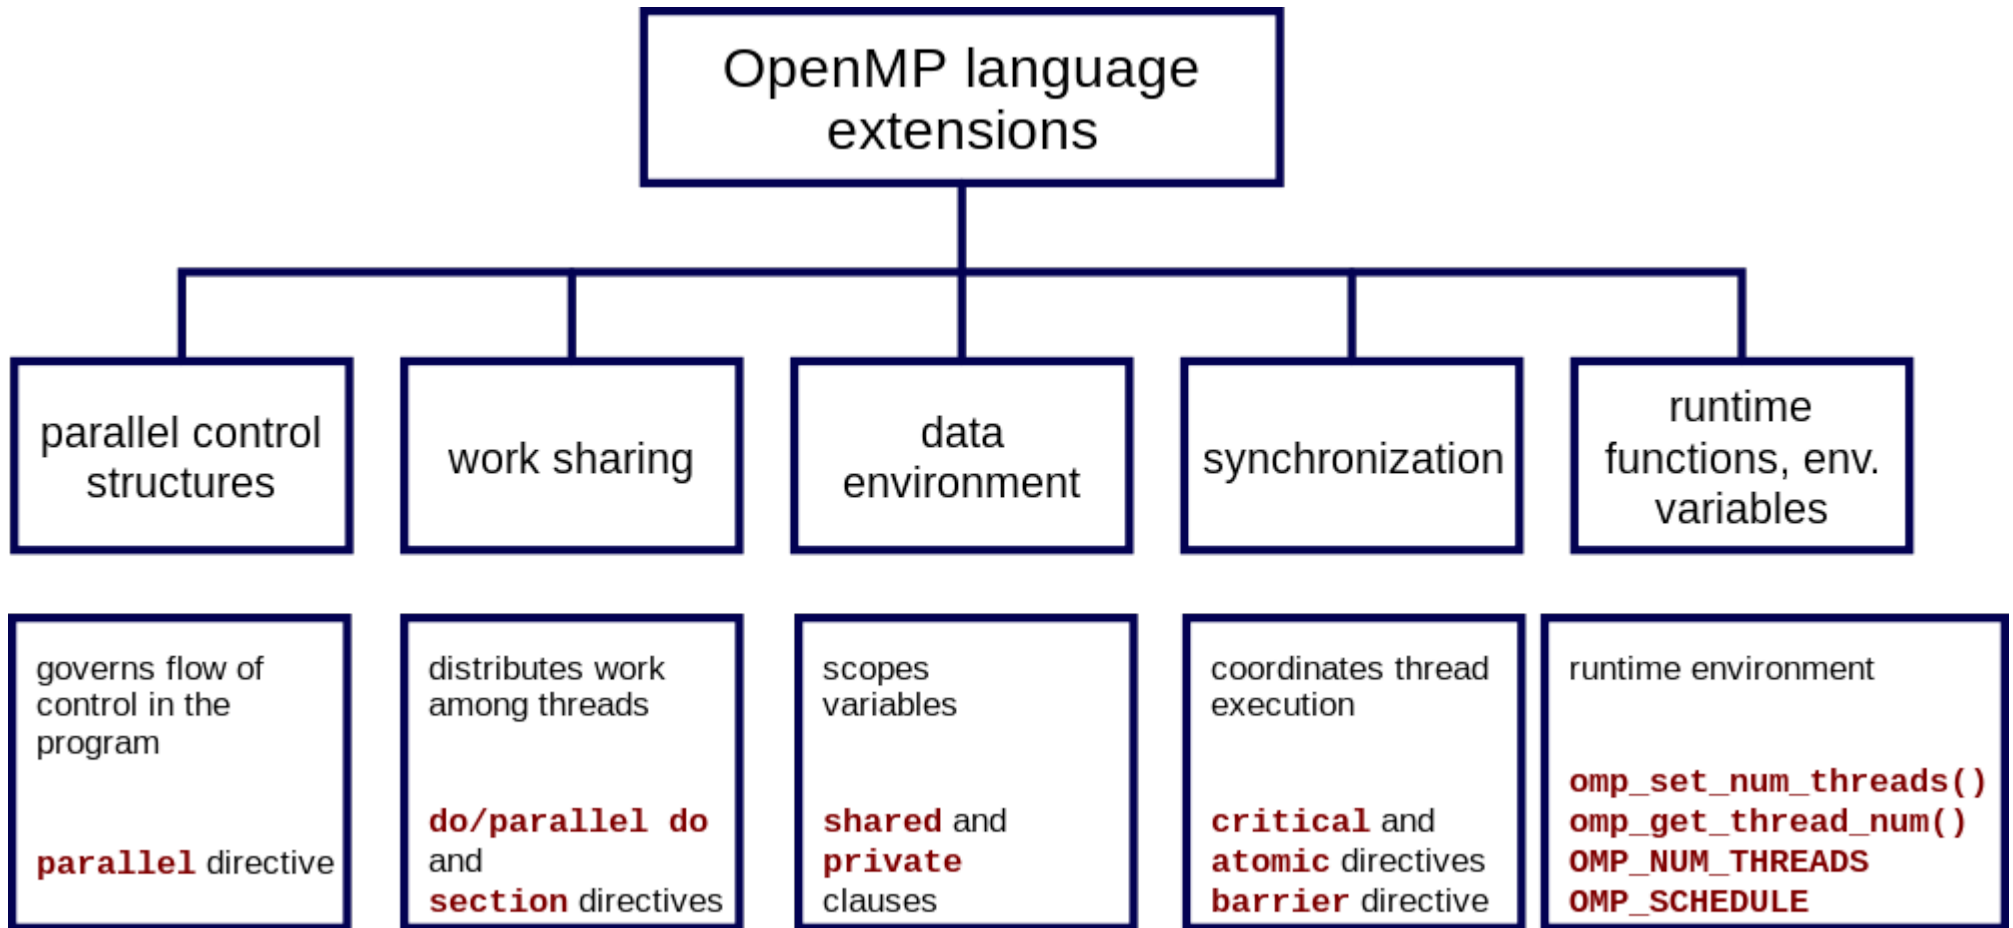 OpenMP language
extensions
parallel control
structures
work sharing
data
environment
synchronization
runtime
functions, env.
variables
governs flow of
control in the
program
parallel directive
distributes work
among threads
do/parallel do
and
section directives
scopes
variables
shared and
private
clauses
coordinates thread
execution
critical and
atomic directives
barrier directive
runtime environment
omp_set_num_threads()
omp_get_thread_num()
OMP_NUM_THREADS
OMP_SCHEDULE